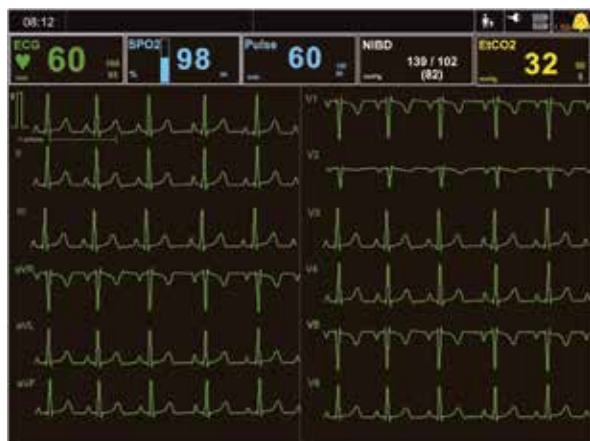 08:12
ECG
60
SPO2
%
98
Pulse
60
NIBD
139 / 102
(82)
EtCO2
32
II
III
aVR
aVL
aVF
V1
V2
V3
V4
V6